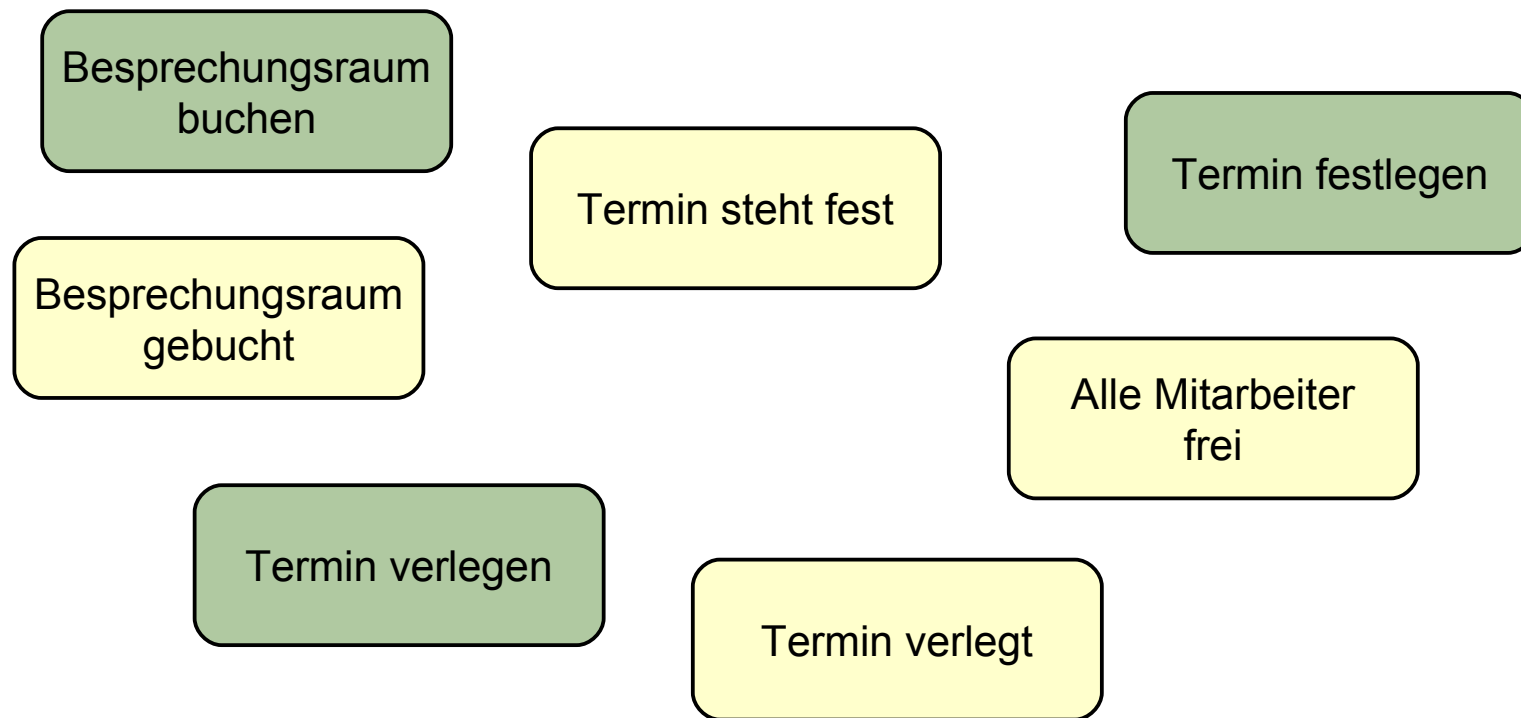 Besprechungsraum
buchen
Termin steht fest
Termin festlegen
Besprechungsraum
gebucht
Alle Mitarbeiter
frei
Termin verlegen
Termin verlegt